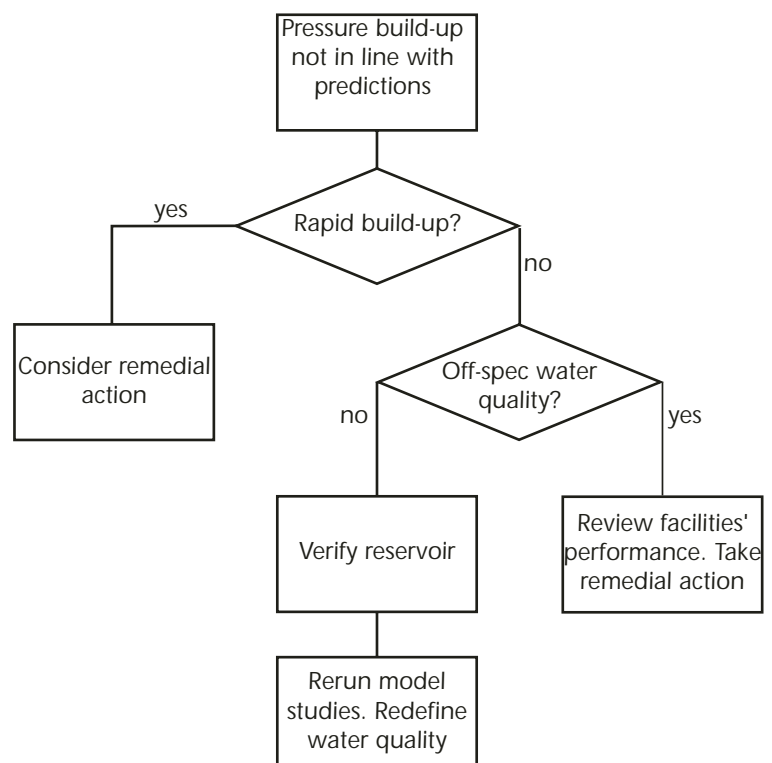 Pressure build-up
not in line with
predictions
Rapid build-up?
yes
no
Consider remedial
action
Off-spec water
quality?
no
yes
Verify reservoir
Review facilities'
performance. Take
remedial action
Rerun model
studies. Redefine
water quality